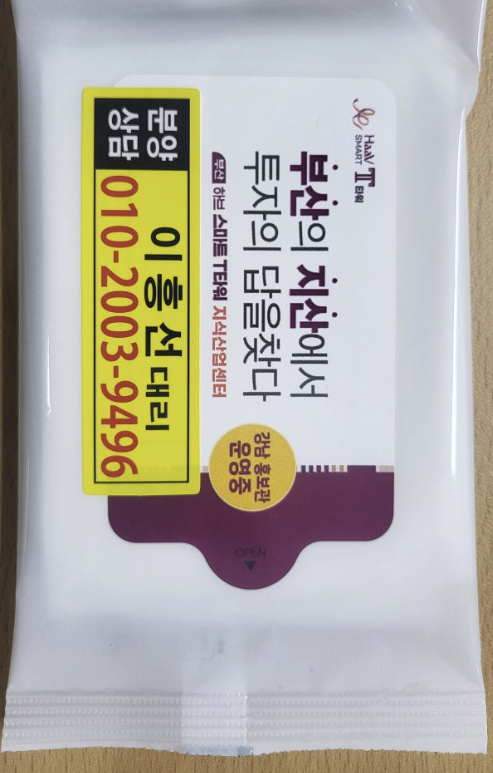 HaaV
SMART T타워
부산의 지산에서
투자의 답을찾다
부산 하브 스마트 T타워 지식산업센터
강남 홍보관
운영중
분양
상담
이흥선 대리
010-2003-9496
OPEN